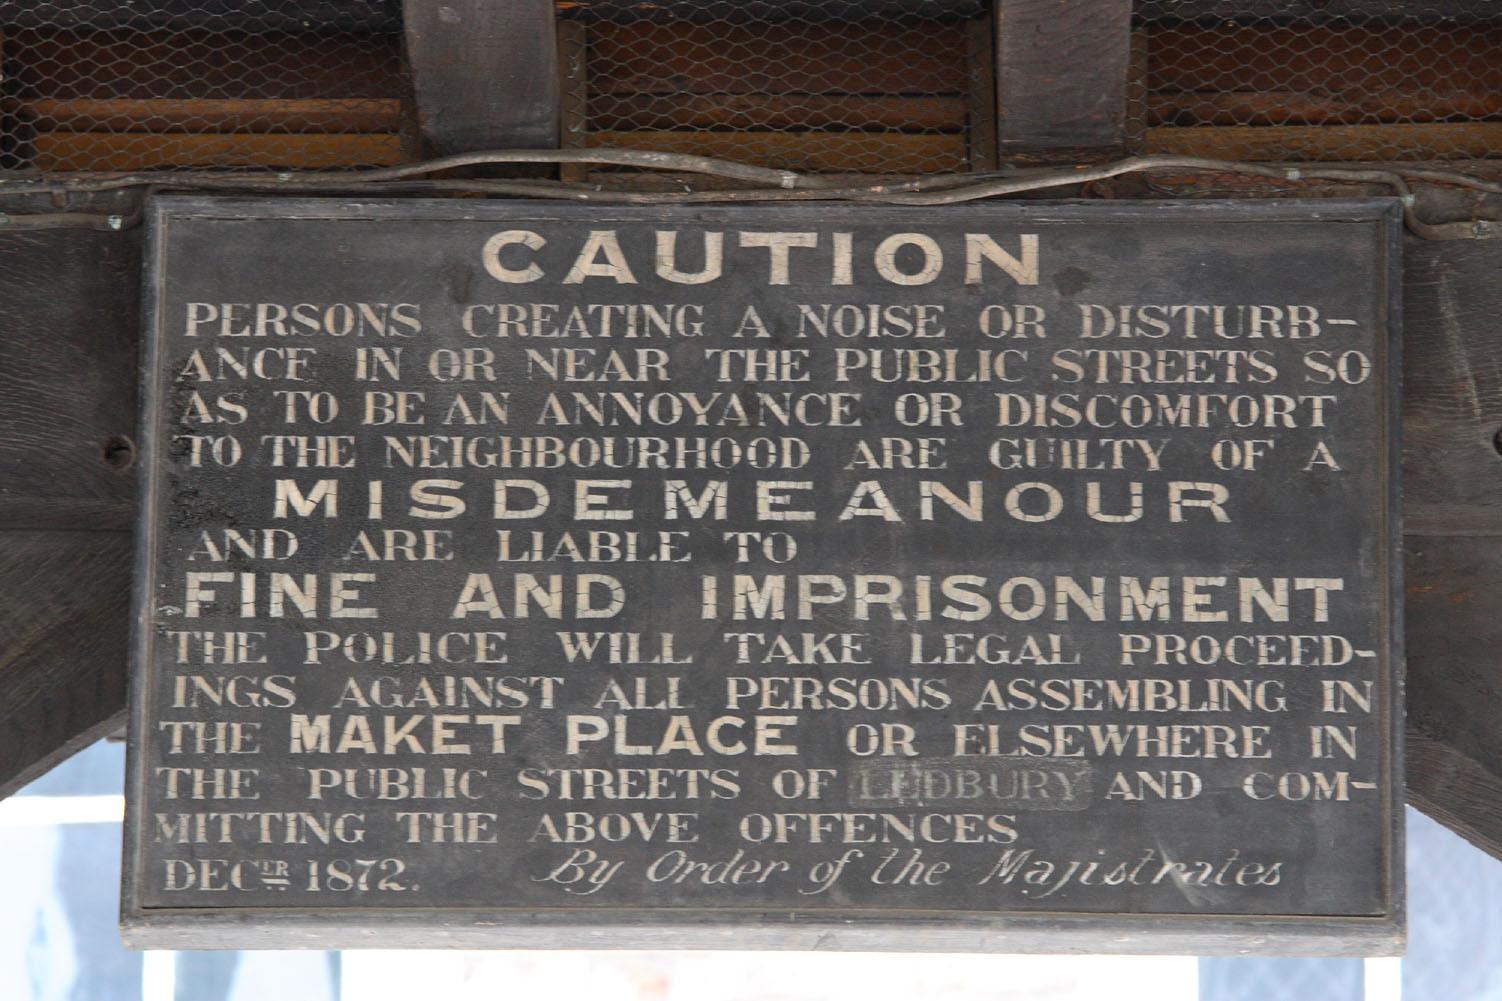 CAUTION
PERSONS CREATING A NOISE OR DISTURB-
ANCE IN OR NEAR THE PUBLIC STREETS SO
AS TO BE AN ANNOYANCE OR DISCOMFORT
TO THE NEIGHBOURHOOD ARE GUILTY OF A
MISDEMEANOUR
AND ARE LIABLE TO
FINE AND IMPRISONMENT
THE POLICE WILL TAKE LEGAL PROCEED-
INGS AGAINST ALL PERSONS ASSEMBLING IN
THE MAKET PLACE OR ELSEWHERE IN
THE PUBLIC STREETS OF LEDBURY AND COM-
MITTING THE ABOVE OFFENCES
DECER 1872. By Order of the Majistrates